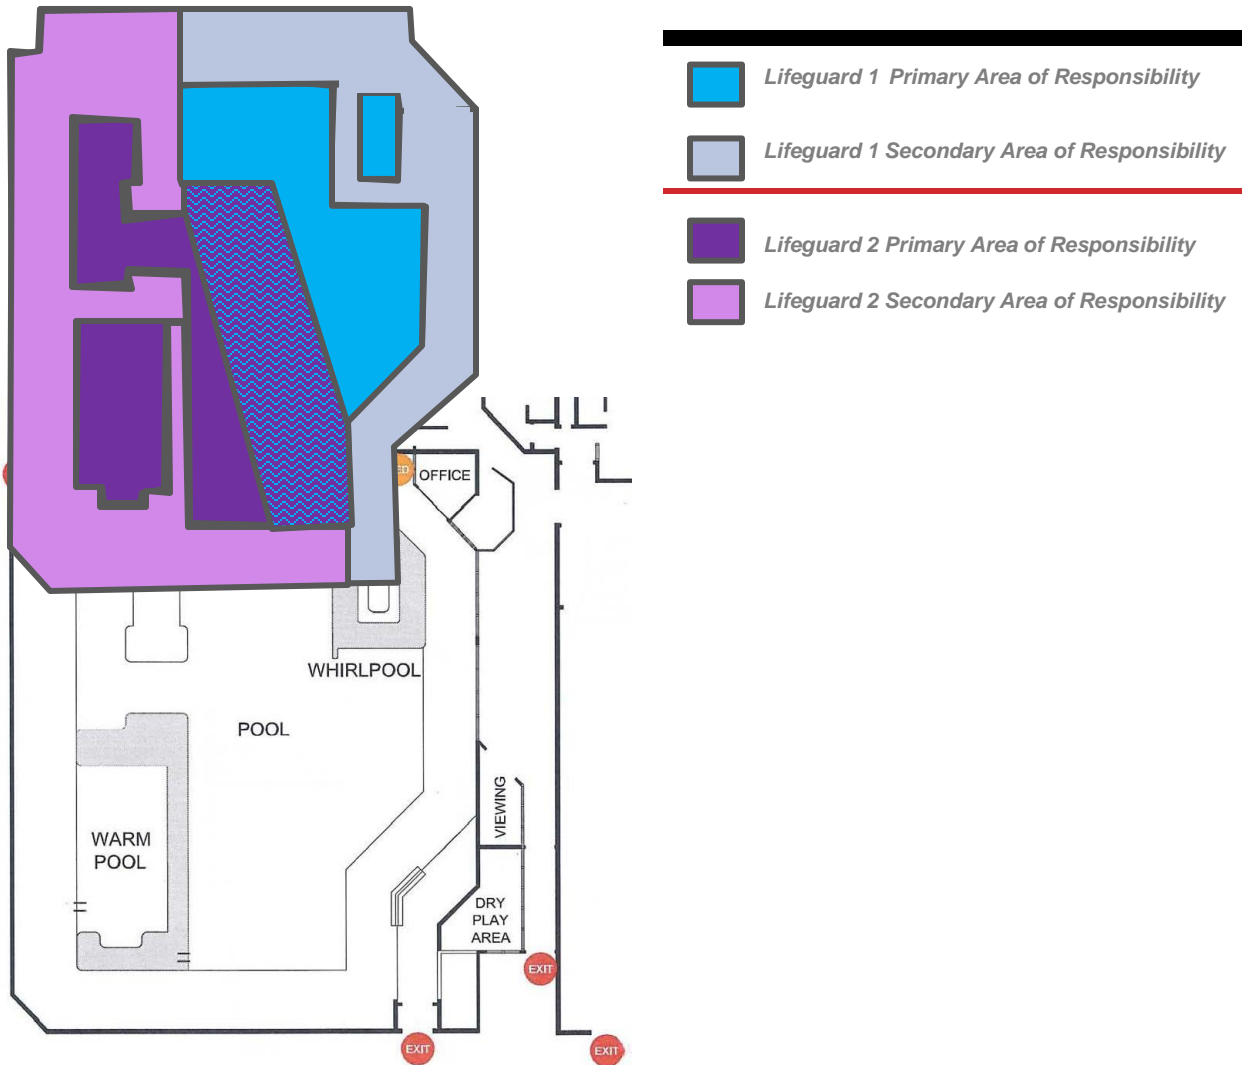 Lifeguard 1 Primary Area of Responsibility
Lifeguard 1 Secondary Area of Responsibility
Lifeguard 2 Primary Area of Responsibility
Lifeguard 2 Secondary Area of Responsibility
ED
OFFICE
WHIRLPOOL
POOL
VIEWING
WARM
POOL
DRY
PLAY
AREA
EXIT
EXIT
EXIT